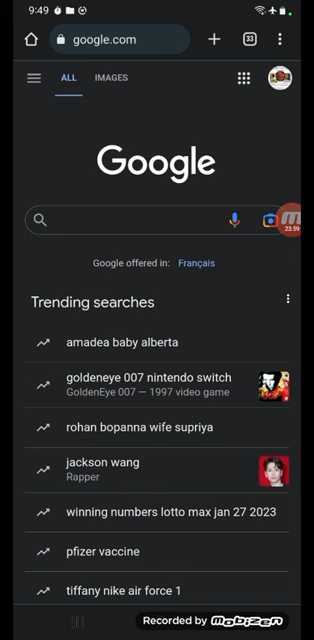 9:49
google.com
33
ALL
IMAGES
Google
23:59
Google offered in: Français
Trending searches
amadea baby alberta
goldeneye 007 nintendo switch
GoldenEye 007 — 1997 video game
rohan bopanna wife supriya
jackson wang
Rapper
winning numbers lotto max jan 27 2023
pfizer vaccine
tiffany nike air force 1
Recorded by mobizen